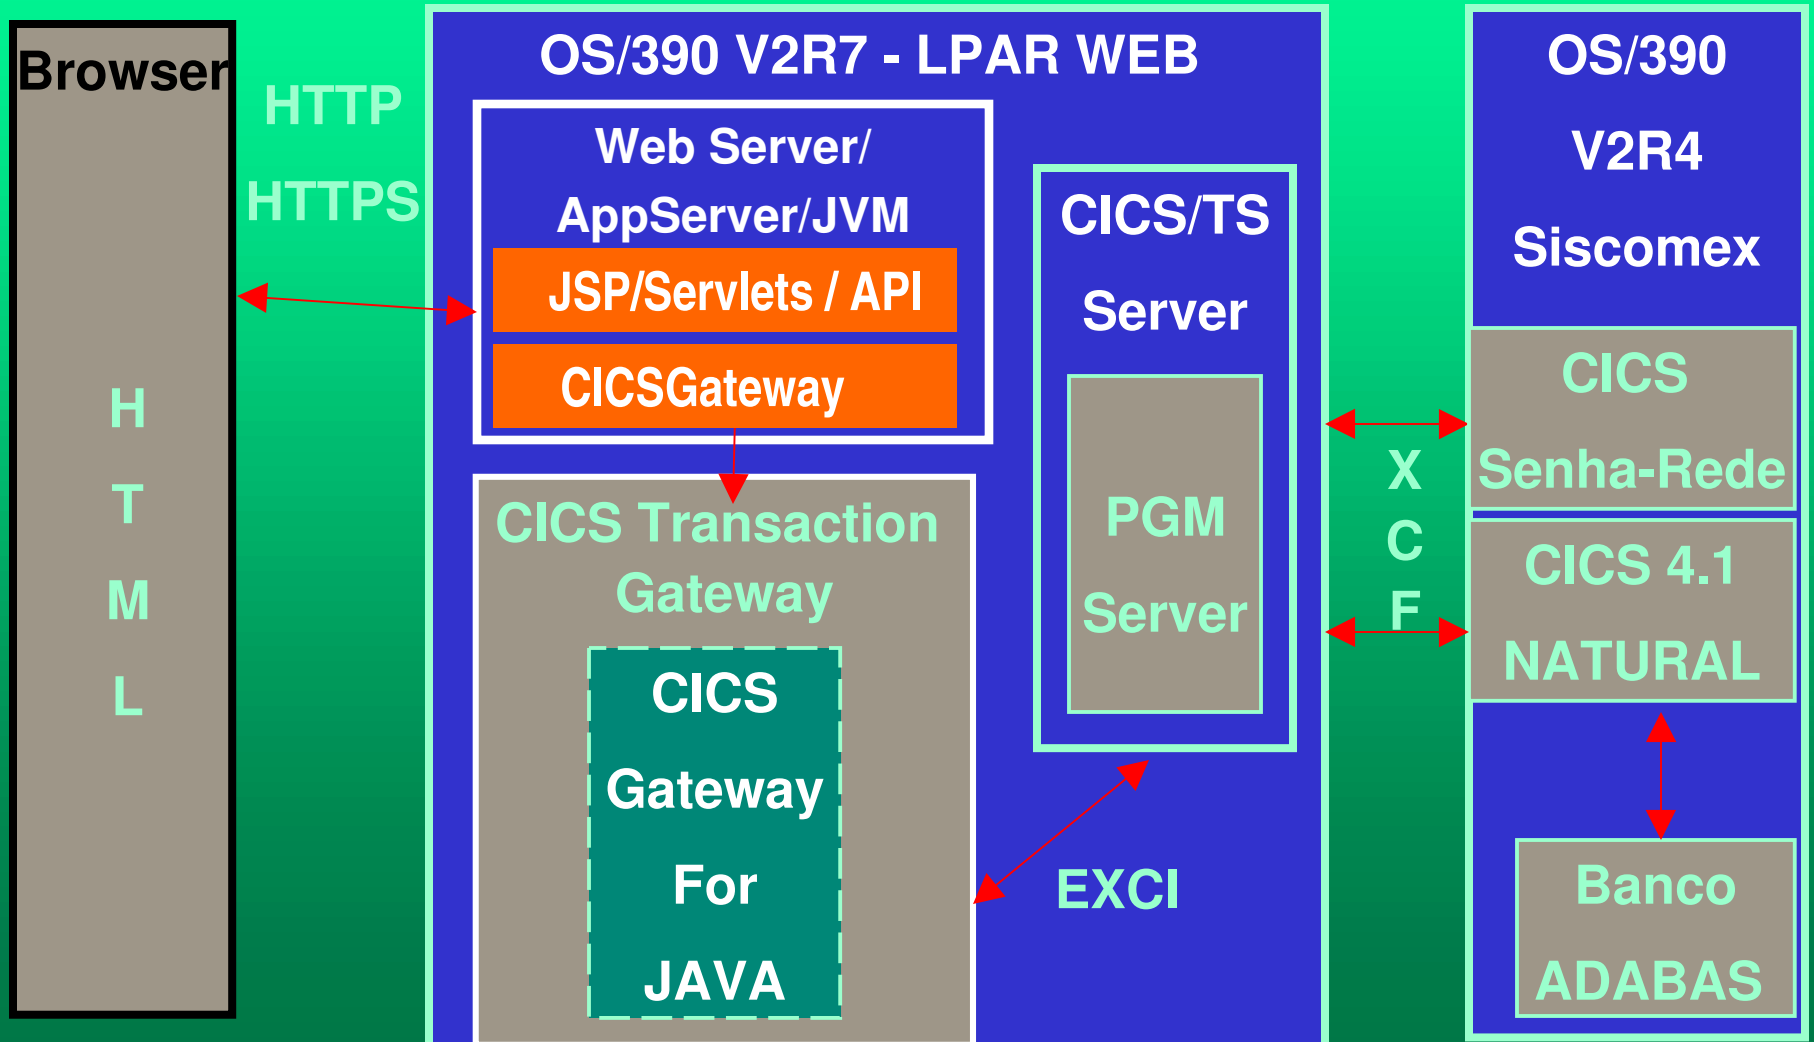 Browser
H
T
M
L
HTTP
HTTPS
OS/390 V2R7 - LPAR WEB
Web Server/
AppServer/JVM
JSP/Servlets / API
CICSGateway
CICS Transaction
Gateway
CICS
Gateway
For
JAVA
CICS/TS
Server
PGM
Server
EXCI
X
C
F
OS/390
V2R4
Siscomex
CICS
Senha-Rede
CICS 4.1
NATURAL
Banco
ADABAS